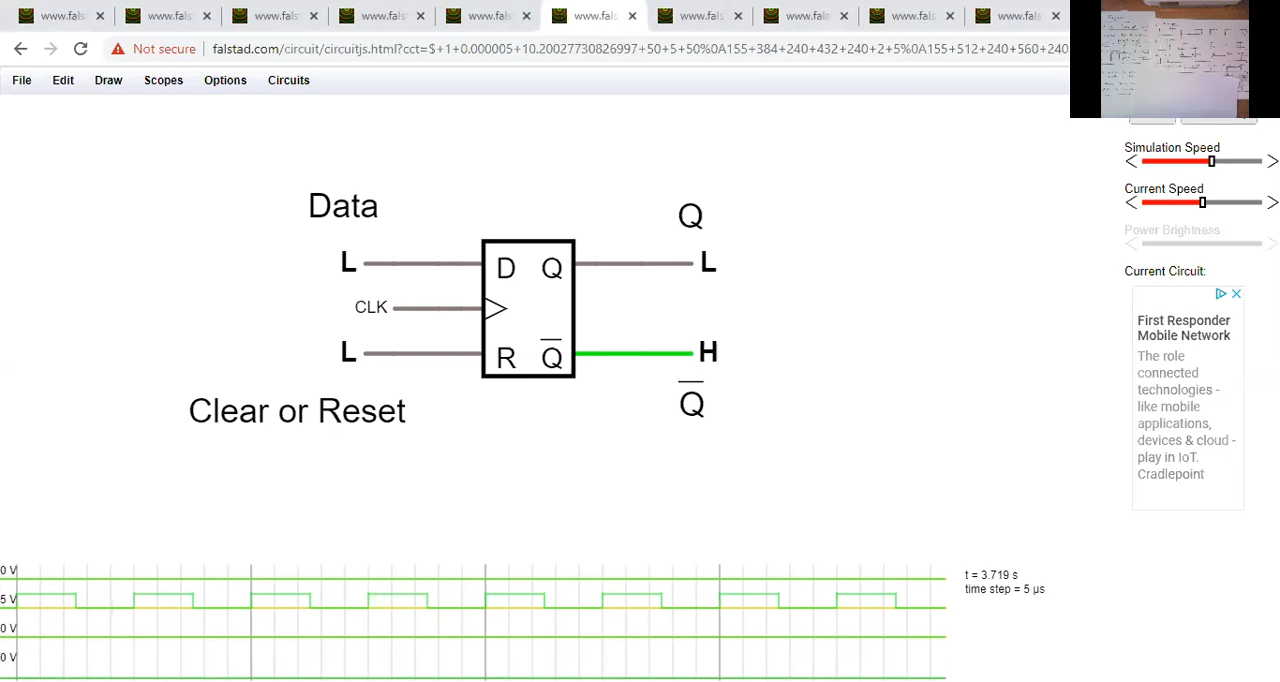 www.fals
www.fals
www.fals
www.fals
www.fals
www.fals
www.fals
www.fals
www.fals
www.fals
Not secure
falstad.com/circuit/circuitjs.html?cct=$+1+0.000005+10.20027730826997+50+5+50%0A155+384+240+432+240+2+5%0A155+512+240+560+240
File Edit Draw Scopes Options Circuits
Simulation Speed
Current Speed
Power Brightness
Current Circuit:
First Responder
Mobile Network
The role
connected
technologies -
like mobile
applications,
devices & cloud -
play in IoT.
Cradlepoint
Data
Q
L D Q L
CLK
L R Q H
Clear or Reset
Q
0 V
5 V
0 V
0 V
t = 3.719 s
time step = 5 µs